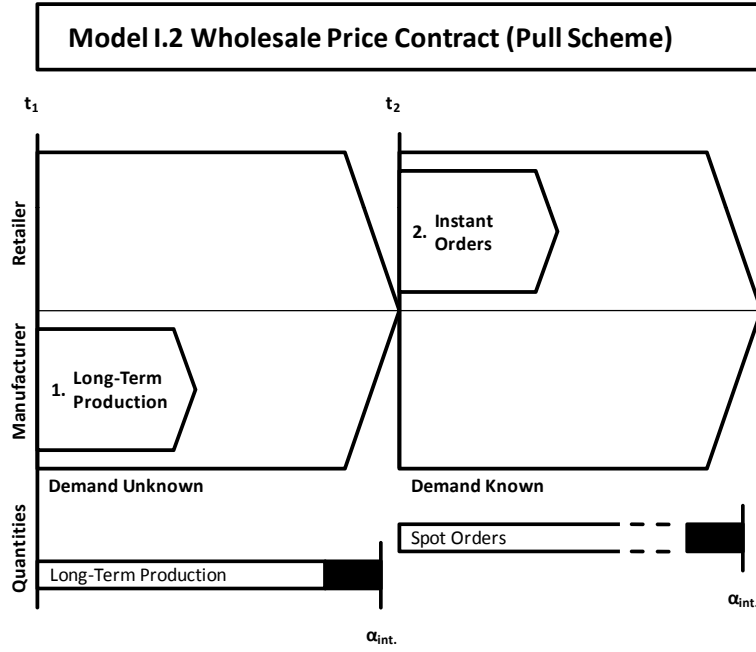 Model I.2 Wholesale Price Contract (Pull Scheme)
t₁
t₂
Retailer
2. Instant
Orders
Manufacturer
1. Long-Term
Production
Demand Unknown
Demand Known
Quantities
Spot Orders
Long-Term Production
αint.
αint.